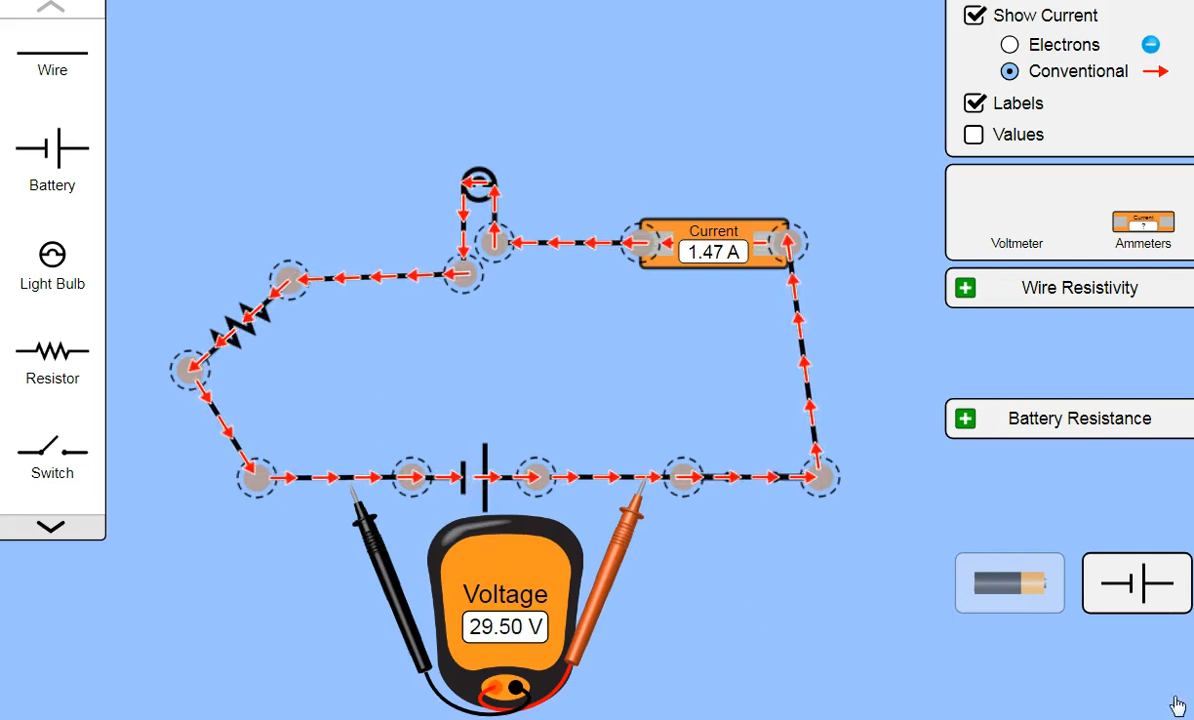 Wire
Battery
Light Bulb
Resistor
Switch
Current
1.47 A
Voltage
29.50 V
Show Current
Electrons
Conventional
Labels
Values
Current
?
Voltmeter
Ammeters
Wire Resistivity
Battery Resistance